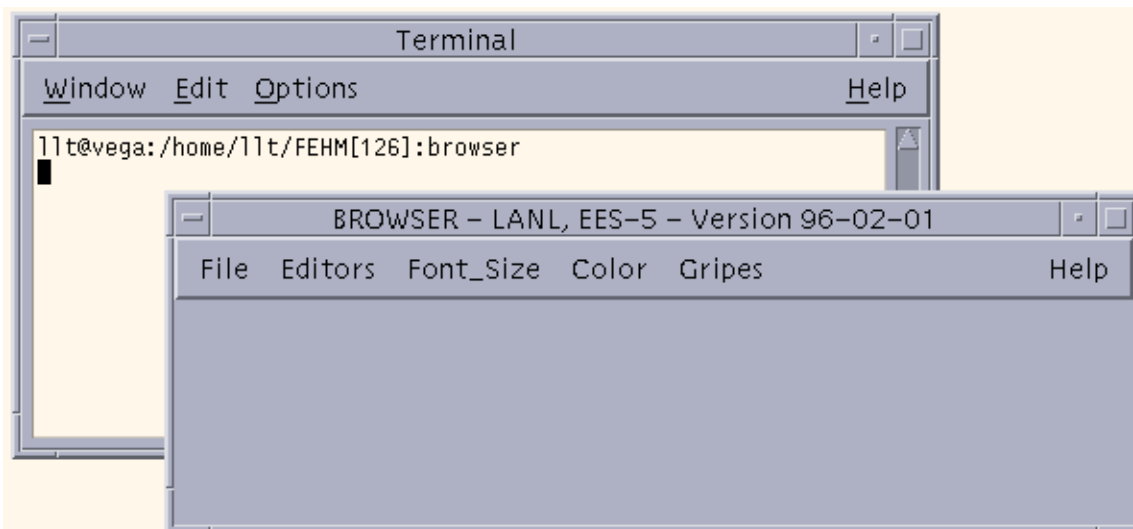 Terminal
Window Edit Options Help
llt@vega:/home/llt/FEHM[126]:browser
BROWSER – LANL, EES–5 – Version 96–02–01
File Editors Font_Size Color Gripes Help